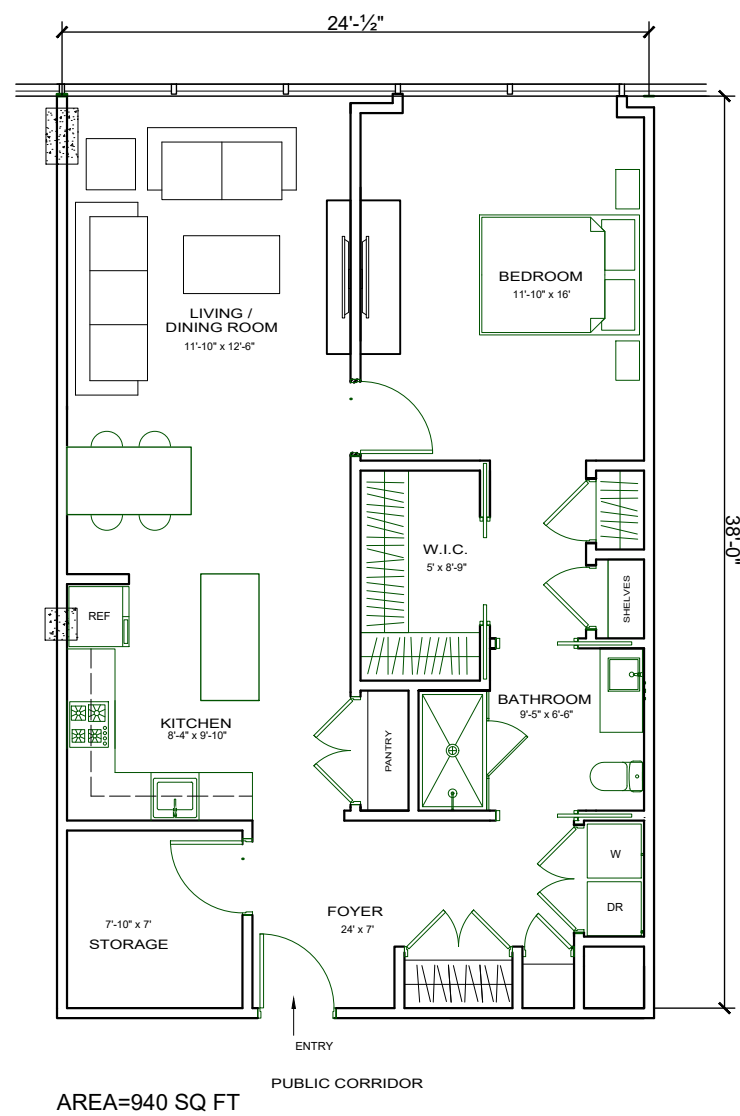 24'-½"
BEDROOM
11'-10" x 16'
LIVING /
DINING ROOM
11'-10" x 12'-6"
38'-0"
W.I.C.
5' x 8'-9"
SHELVES
REF
BATHROOM
9'-5" x 6'-6"
KITCHEN
8'-4" x 9'-10"
PANTRY
W
DR
FOYER
24' x 7'
7'-10" x 7'
STORAGE
ENTRY
PUBLIC CORRIDOR
AREA=940 SQ FT